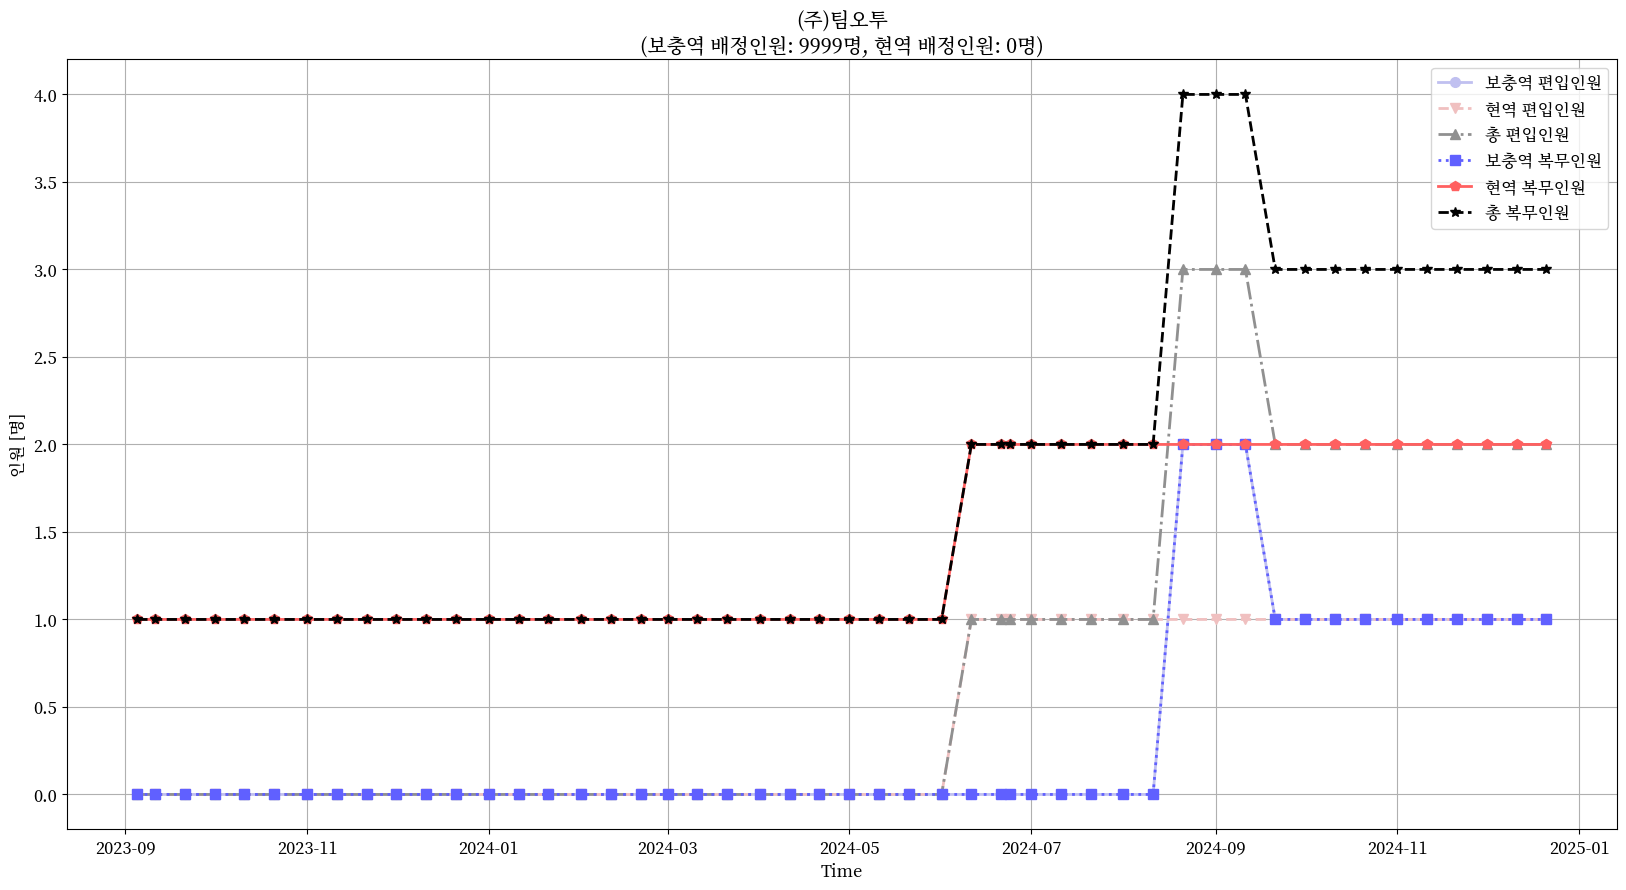 (주)팀오투
(보충역 배정인원: 9999명, 현역 배정인원: 0명)
보충역 편입인원
현역 편입인원
총 편입인원
보충역 복무인원
현역 복무인원
총 복무인원
인원 [명]
4.0
3.5
3.0
2.5
2.0
1.5
1.0
0.5
0.0
2023-09
2023-11
2024-01
2024-03
2024-05
2024-07
2024-09
2024-11
2025-01
Time